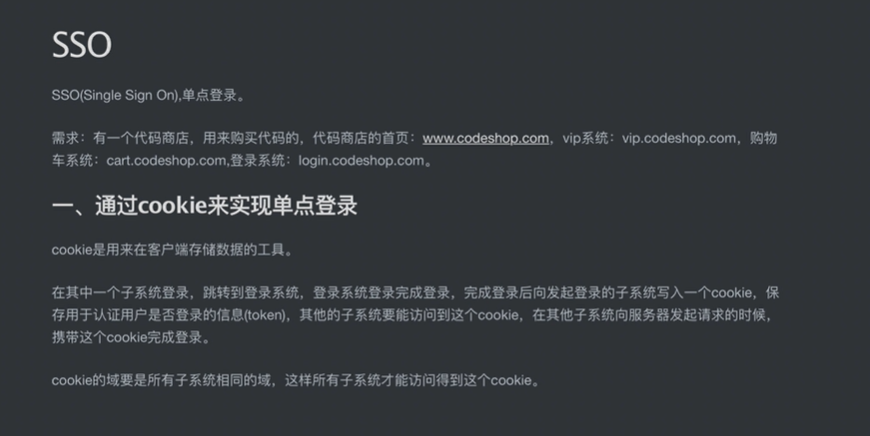 SSO
SSO(Single Sign On),单点登录。
需求：有一个代码商店，用来购买代码的，代码商店的首页：www.codeshop.com，vip系统：vip.codeshop.com，购物
车系统：cart.codeshop.com,登录系统：login.codeshop.com。
一、通过cookie来实现单点登录
cookie是用来在客户端存储数据的工具。
在其中一个子系统登录，跳转到登录系统，登录系统登录完成登录，完成登录后向发起登录的子系统写入一个cookie，保
存用于认证用户是否登录的信息(token)，其他的子系统要能访问到这个cookie，在其他子系统向服务器发起请求的时候，
携带这个cookie完成登录。
cookie的域要是所有子系统相同的域，这样所有子系统才能访问得到这个cookie。